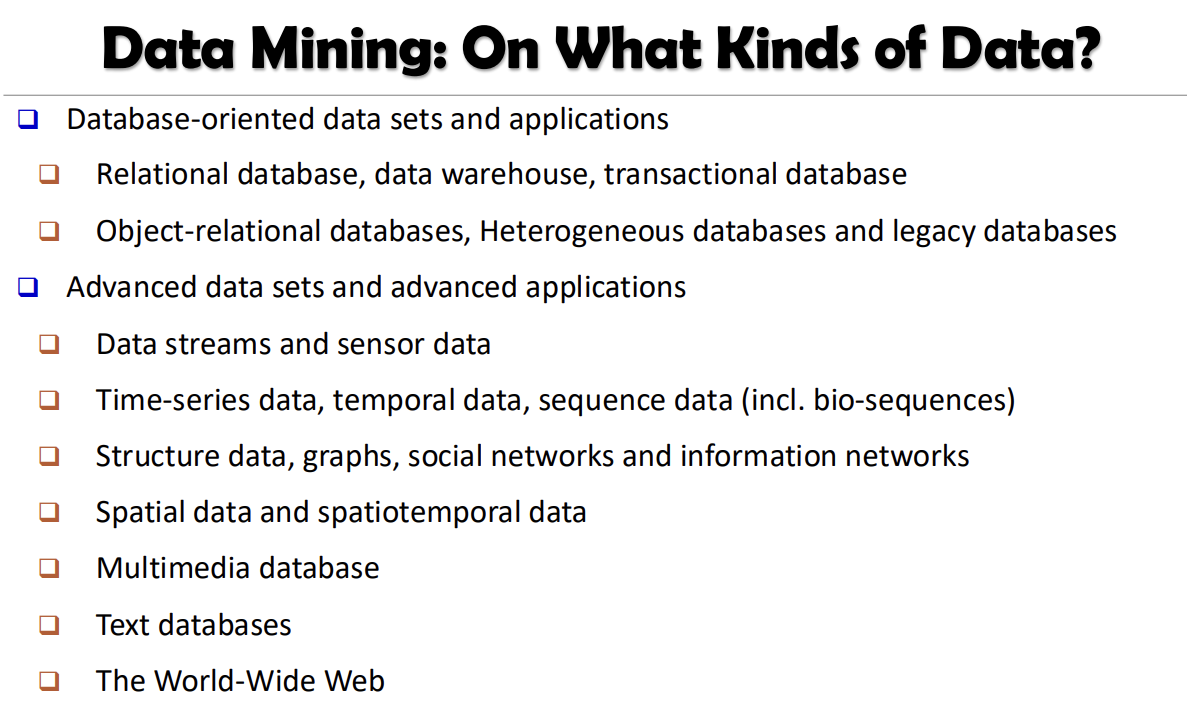 Data Mining: On What Kinds of Data?
Database-oriented data sets and applications
Relational database, data warehouse, transactional database
Object-relational databases, Heterogeneous databases and legacy databases
Advanced data sets and advanced applications
Data streams and sensor data
Time-series data, temporal data, sequence data (incl. bio-sequences)
Structure data, graphs, social networks and information networks
Spatial data and spatiotemporal data
Multimedia database
Text databases
The World-Wide Web